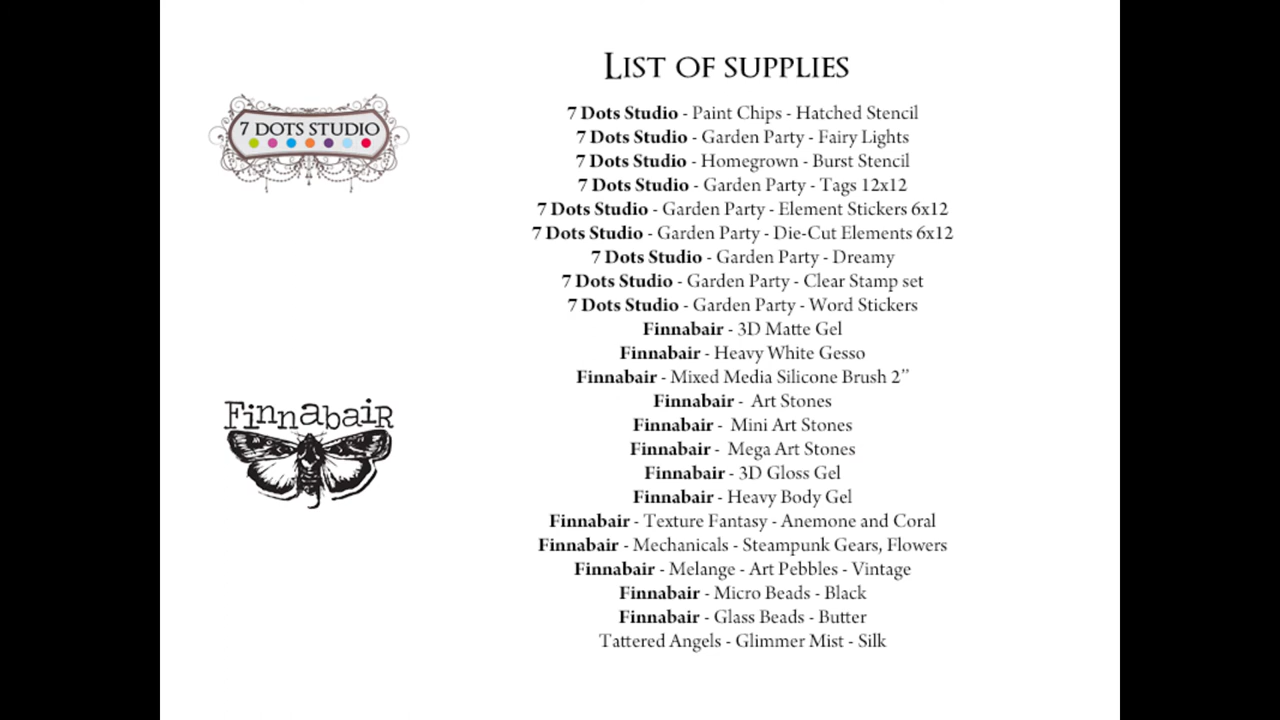 LIST OF SUPPLIES
7 DOTS STUDIO
7 Dots Studio - Paint Chips - Hatched Stencil
7 Dots Studio - Garden Party - Fairy Lights
7 Dots Studio - Homegrown - Burst Stencil
7 Dots Studio - Garden Party - Tags 12x12
7 Dots Studio - Garden Party - Element Stickers 6x12
7 Dots Studio - Garden Party - Die-Cut Elements 6x12
7 Dots Studio - Garden Party - Dreamy
7 Dots Studio - Garden Party - Clear Stamp set
7 Dots Studio - Garden Party - Word Stickers
Finnabair - 3D Matte Gel
Finnabair - Heavy White Gesso
Finnabair - Mixed Media Silicone Brush 2”
Finnabair - Art Stones
FinnabaiR
Finnabair - Mini Art Stones
Finnabair - Mega Art Stones
Finnabair - 3D Gloss Gel
Finnabair - Heavy Body Gel
Finnabair - Texture Fantasy - Anemone and Coral
Finnabair - Mechanicals - Steampunk Gears, Flowers
Finnabair - Melange - Art Pebbles - Vintage
Finnabair - Micro Beads - Black
Finnabair - Glass Beads - Butter
Tattered Angels - Glimmer Mist - Silk